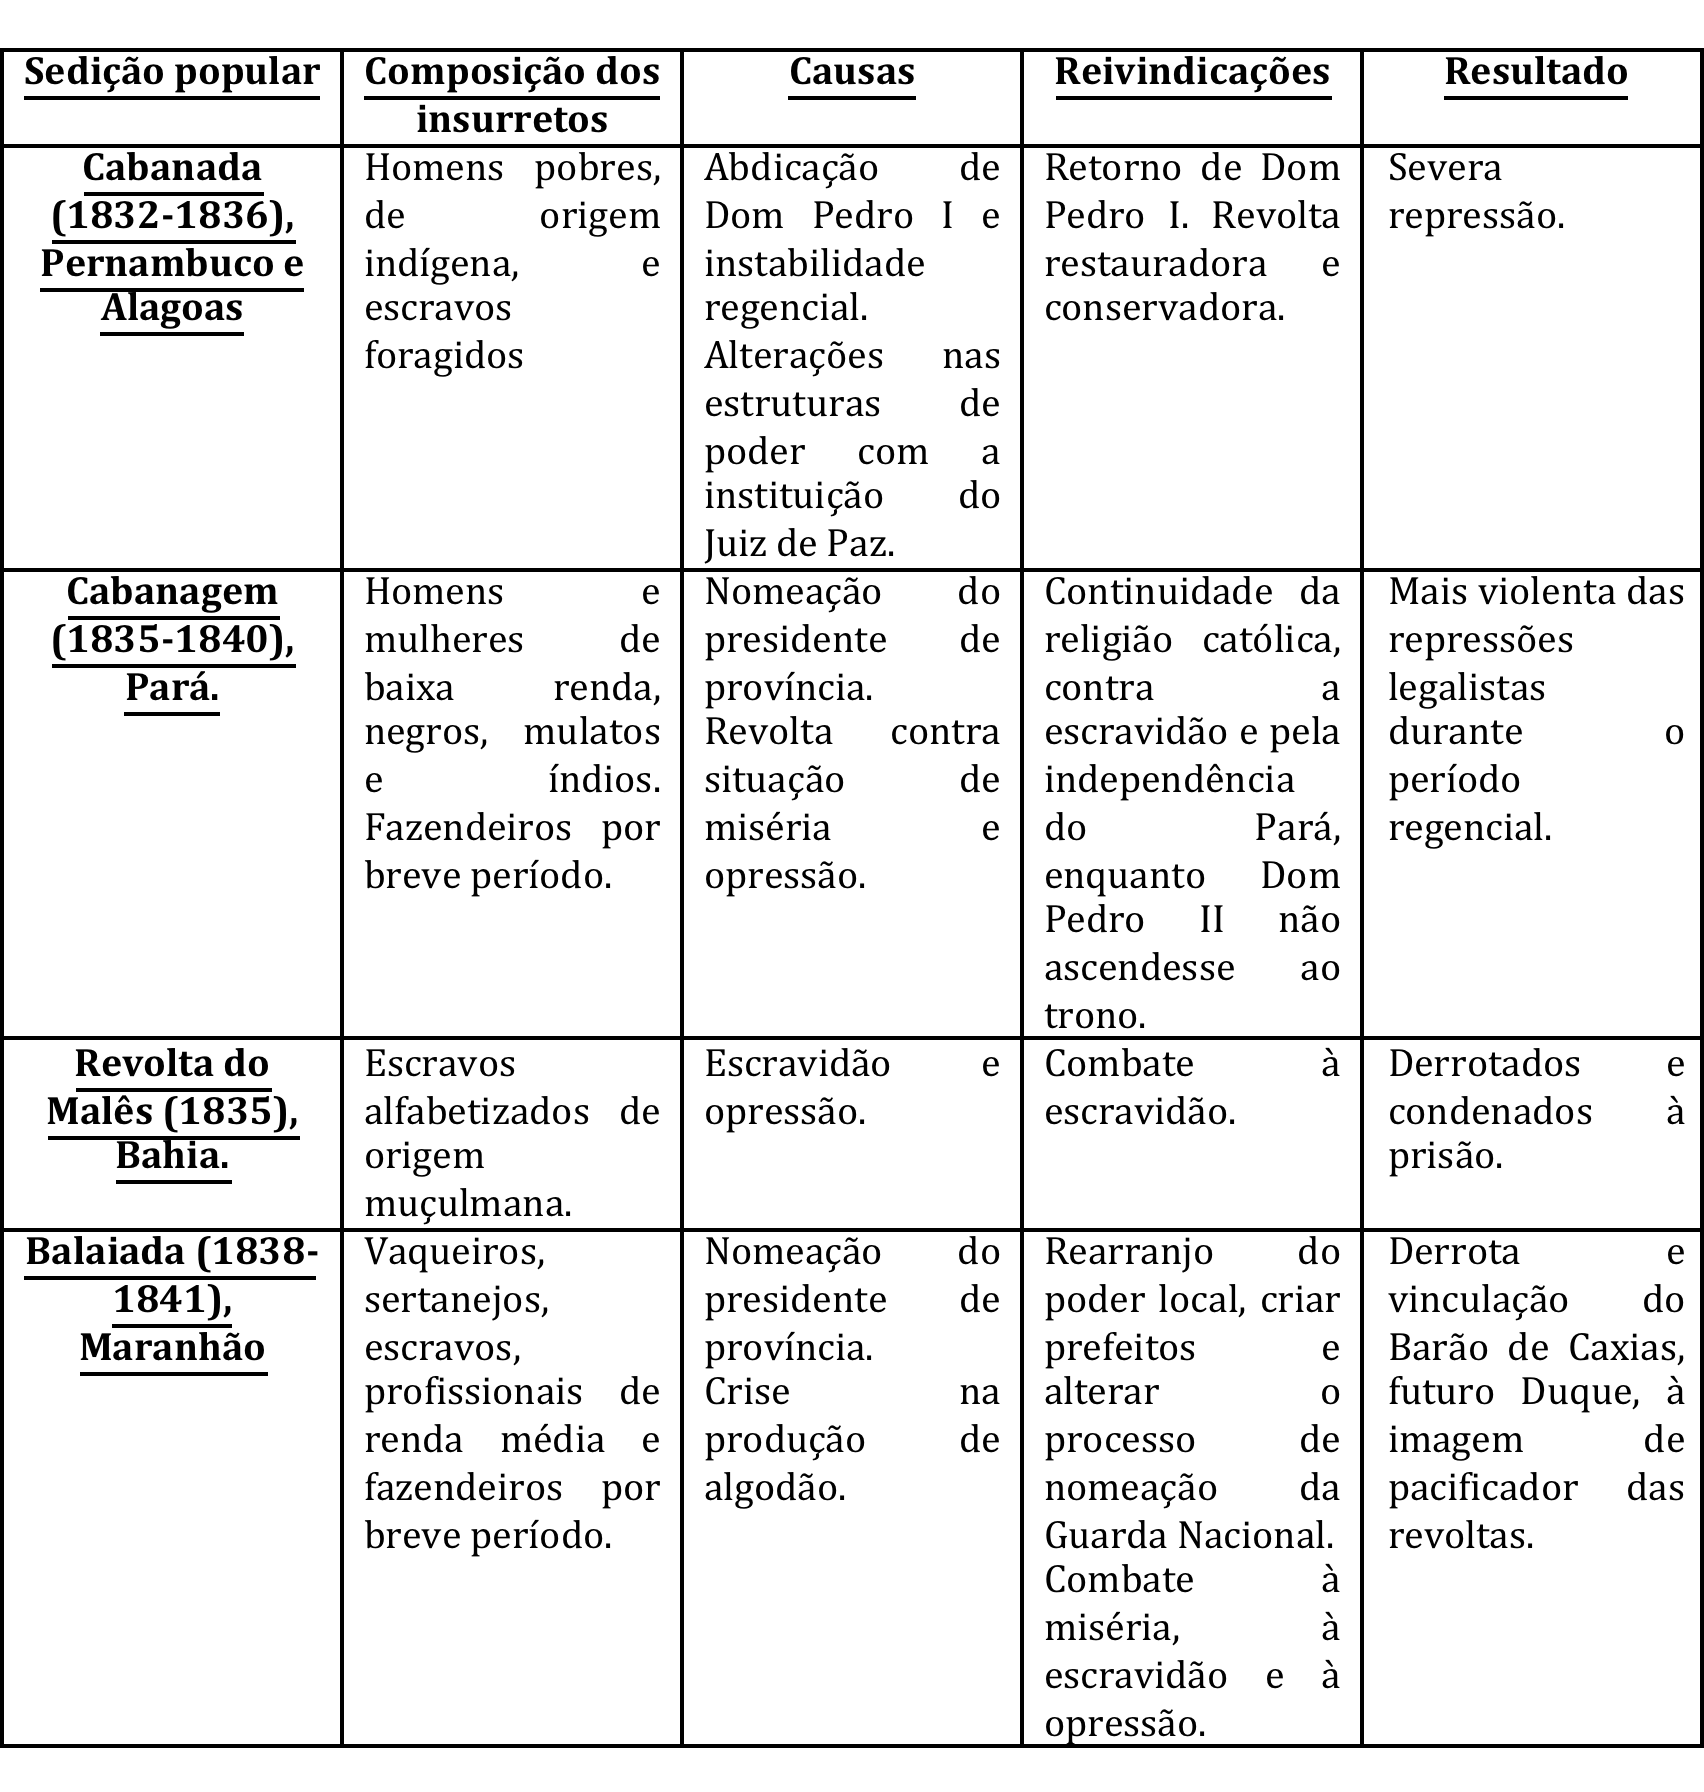 Sedição popular
Composição dos
insurretos
Causas
Reivindicações
Resultado
Cabanada
(1832-1836),
Pernambuco e
Alagoas
Homens pobres,
de origem
indígena, e
escravos
foragidos
Abdicação de
Dom Pedro I e
instabilidade
regencial.
Alterações nas
estruturas de
poder com a
instituição do
Juiz de Paz.
Retorno de Dom
Pedro I. Revolta
restauradora e
conservadora.
Severa
repressão.
Cabanagem
(1835-1840),
Pará.
Homens e
mulheres de
baixa renda,
negros, mulatos
e índios.
Fazendeiros por
breve período.
Nomeação do
presidente de
província.
Revolta contra
situação de
miséria e
opressão.
Continuidade da
religião católica,
contra a
escravidão e pela
independência
do Pará,
enquanto Dom
Pedro II não
ascendesse ao
trono.
Mais violenta das
repressões
legalistas
durante o
período
regencial.
Revolta do
Malês (1835),
Bahia.
Escravos
alfabetizados de
origem
muçulmana.
Escravidão e
opressão.
Combate à
escravidão.
Derrotados e
condenados à
prisão.
Balaiada (1838-
1841),
Maranhão
Vaqueiros,
sertanejos,
escravos,
profissionais de
renda média e
fazendeiros por
breve período.
Nomeação do
presidente de
província.
Crise na
produção de
algodão.
Rearranjo do
poder local, criar
prefeitos e
alterar o
processo de
nomeação da
Guarda Nacional.
Combate à
miséria, à
escravidão e à
opressão.
Derrota e
vinculação do
Barão de Caxias,
futuro Duque, à
imagem de
pacificador das
revoltas.